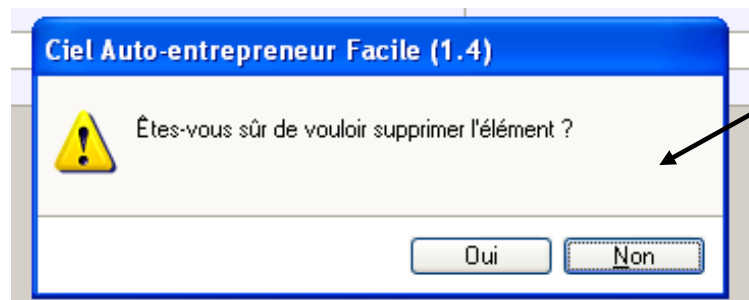 Ciel Auto-entrepreneur Facile (1.4)
Êtes-vous sûr de vouloir supprimer l'élément ?
Oui
Non